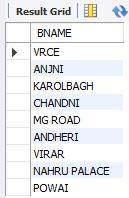 Result Grid
BNAME
VRCE
ANJNI
KAROLBAGH
CHANDNI
MG ROAD
ANDHERI
VIRAR
NAHRU PALACE
POWAI